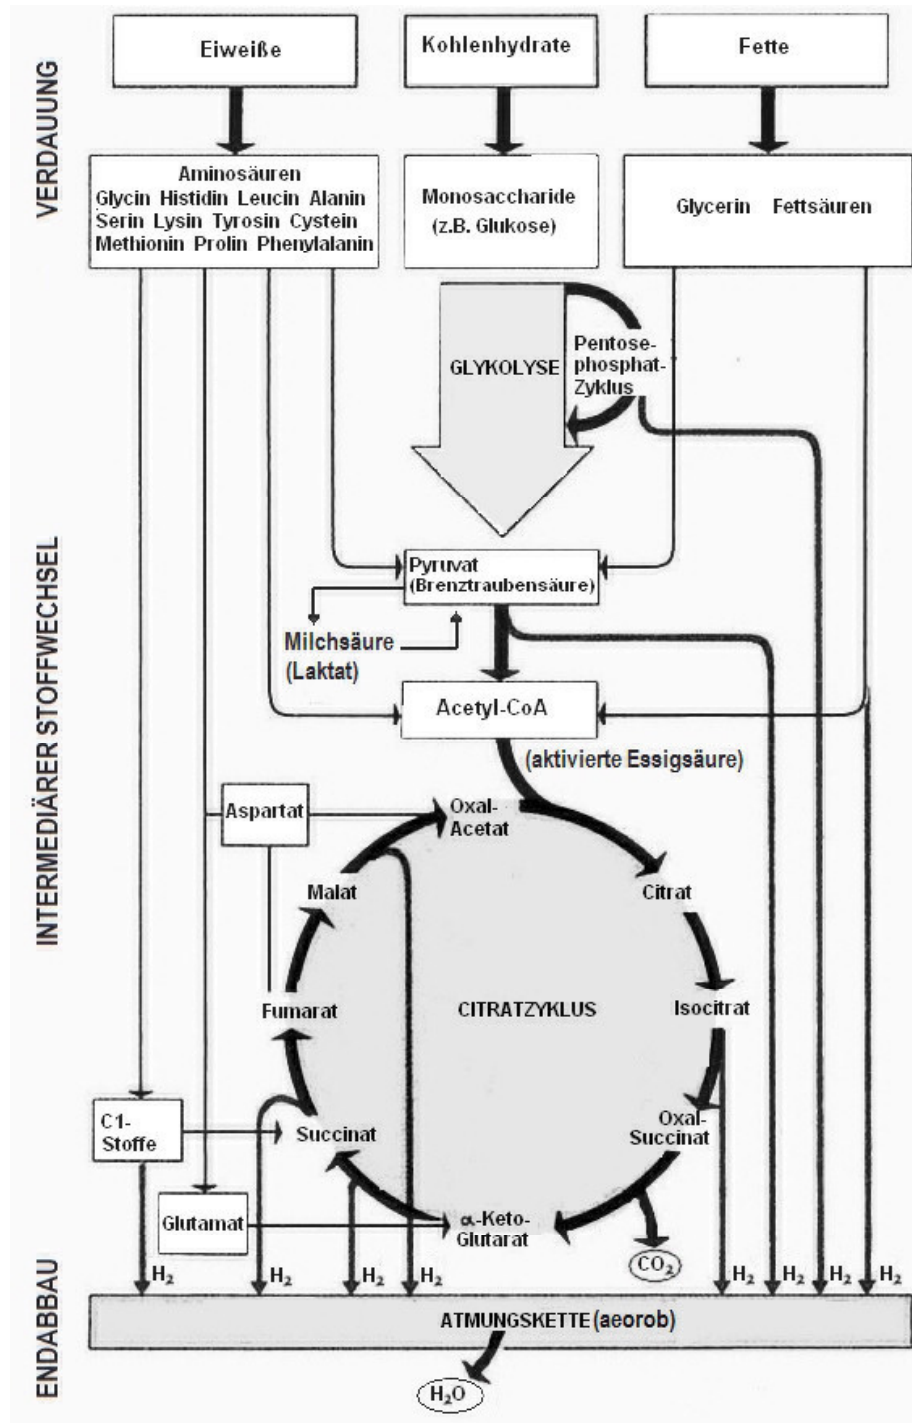 VERDAUUNG
Eiweiße
Kohlenhydrate
Fette
Aminosäuren
Glycin Histidin Leucin Alanin
Serin Lysin Tyrosin Cystein
Methionin Prolin Phenylalanin
Monosaccharide
(z.B. Glukose)
Glycerin Fettsäuren
INTERMEDIÄRER STOFFWECHSEL
GLYKOLYSE
Pentose-
phosphat-
Zyklus
Pyruvat
(Brenztraubensäure)
Milchsäure
(Laktat)
Acetyl-CoA
(aktivierte Essigsäure)
Aspartat
Oxal-
Acetat
Malat
Citrat
Fumarat
CITRATZYKLUS
Isocitrat
C1-
Stoffe
Succinat
Oxal-
Succinat
Glutamat
α-Keto-
Glutarat
CO₂
ENDABBAU
H₂
H₂
H₂
H₂
H₂
H₂
H₂
H₂
ATMUNGSKETTE (aeorob)
H₂O